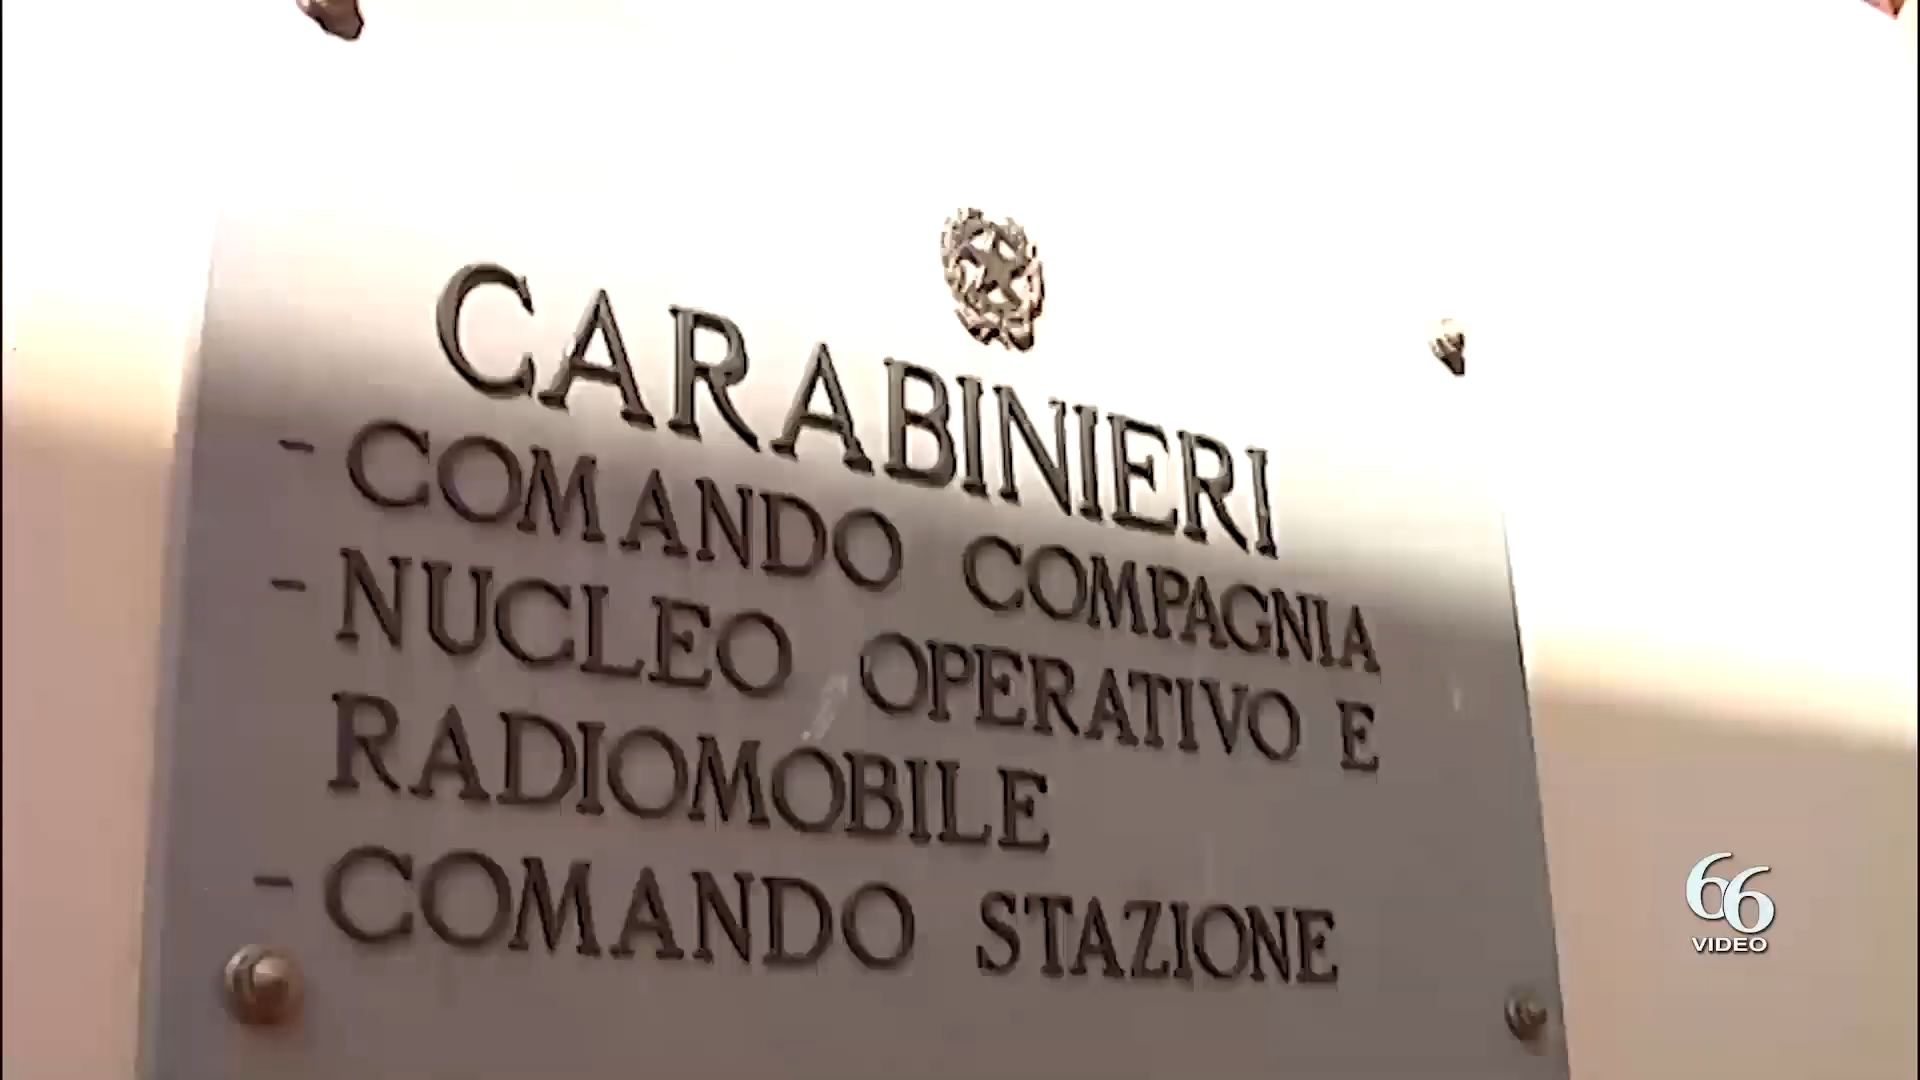 CARABINIERI
- COMANDO COMPAGNIA
- NUCLEO OPERATIVO E
RADIOMOBILE
- COMANDO STAZIONE
66
VIDEO